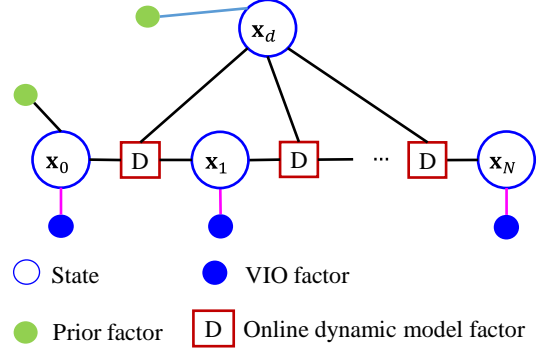 𝐱_d
𝐱_0 D 𝐱_1 D ... D 𝐱_N
State VIO factor
Prior factor D Online dynamic model factor